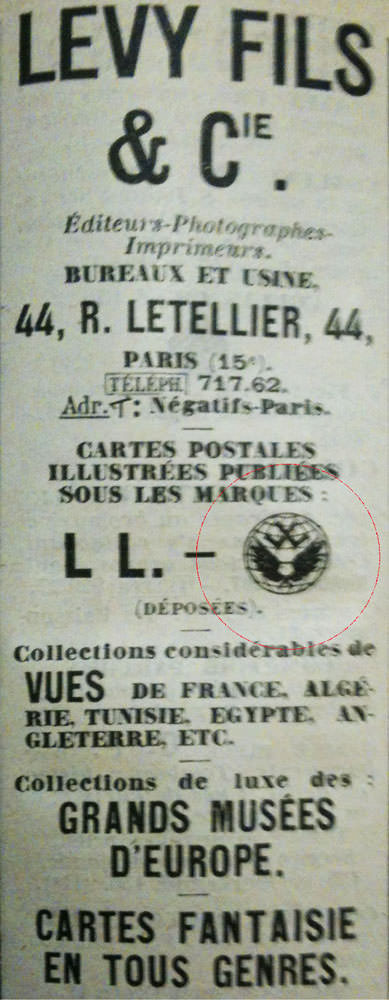 LEVY FILS
& CIE.
Éditeurs-Photographes-
Imprimeurs.
BUREAUX ET USINE,
44, R. LETELLIER, 44,
PARIS (15e).
TÉLÉPH. 717.62.
Adr. T: Négatifs-Paris.
CARTES POSTALES
ILLUSTRÉES PUBLIÉES
SOUS LES MARQUES :
L L. –
(DÉPOSÉES).
Collections considérables de
VUES DE FRANCE, ALGÉ-
RIE, TUNISIE, EGYPTE, AN-
GLETERRE, ETC.
Collections de luxe des :
GRANDS MUSÉES
D'EUROPE.
CARTES FANTAISIE
EN TOUS GENRES.